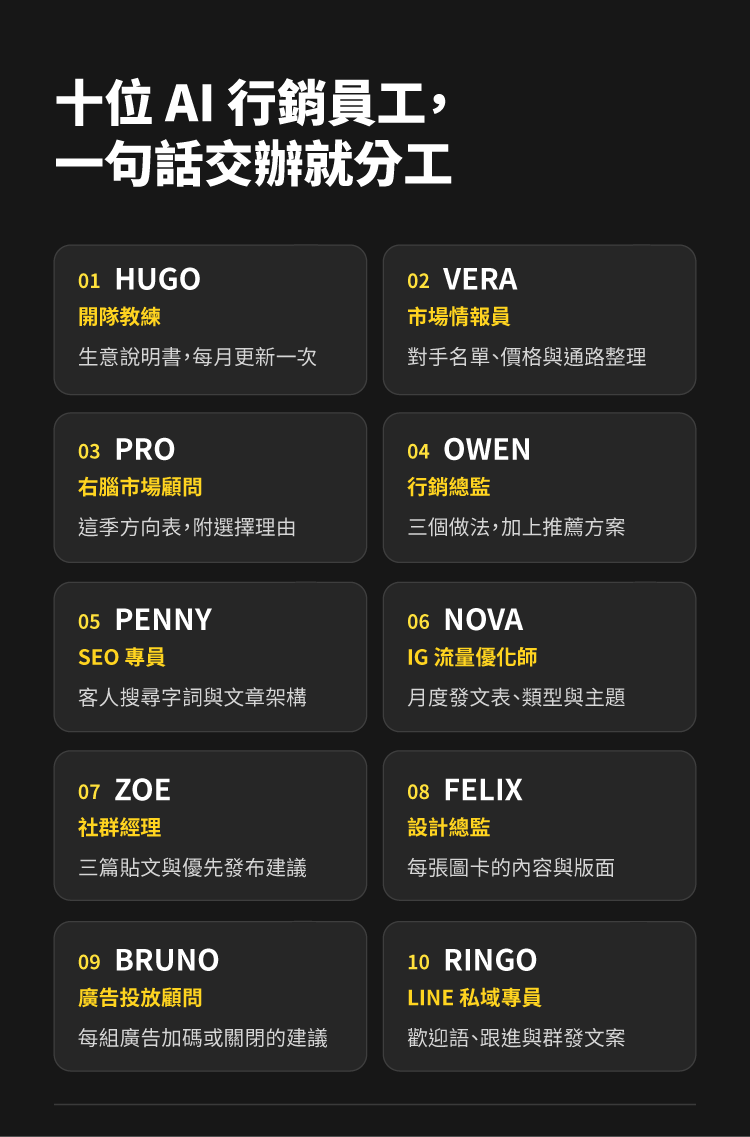 十位 AI 行銷員工，
一句話交辦就分工
01 HUGO
開隊教練
生意說明書，每月更新一次
02 VERA
市場情報員
對手名單、價格與通路整理
03 PRO
右腦市場顧問
這季方向表，附選擇理由
04 OWEN
行銷總監
三個做法，加上推薦方案
05 PENNY
SEO 專員
客人搜尋字詞與文章架構
06 NOVA
IG 流量優化師
月度發文表、類型與主題
07 ZOE
社群經理
三篇貼文與優先發布建議
08 FELIX
設計總監
每張圖卡的內容與版面
09 BRUNO
廣告投放顧問
每組廣告加碼或關閉的建議
10 RINGO
LINE 私域專員
歡迎語、跟進與群發文案